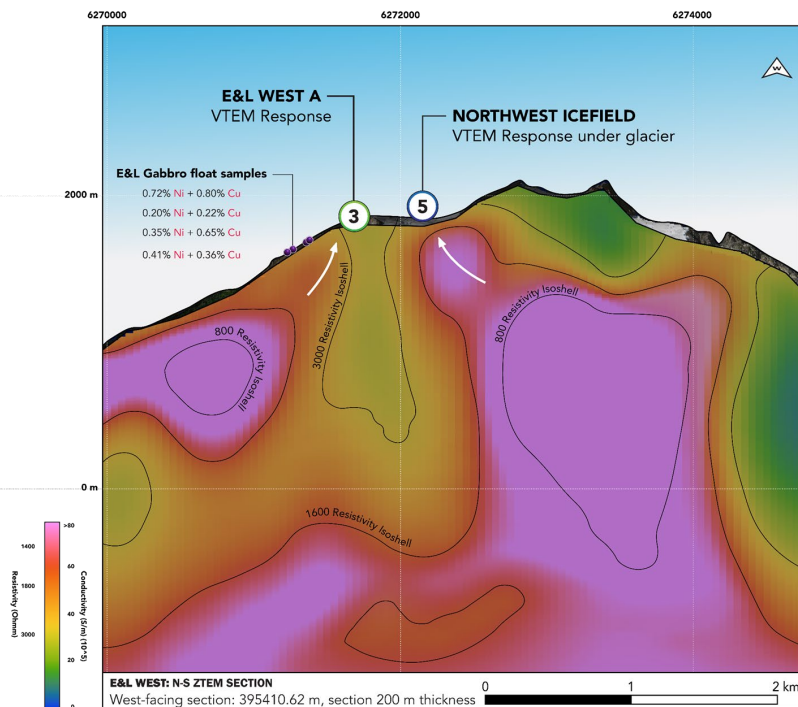 6270000
6272000
6274000
W
E&L WEST A
VTEM Response
NORTHWEST ICEFIELD
VTEM Response under glacier
E&L Gabbro float samples
0.72% Ni + 0.80% Cu
0.20% Ni + 0.22% Cu
0.35% Ni + 0.65% Cu
0.41% Ni + 0.36% Cu
2000 m
3
5
3000 Resistivity Isoshell
800 Resistivity Isoshell
800 Resistivity Isoshell
0 m
1600 Resistivity Isoshell
>80
1400
60
1800
40
3000
20
0
Resistivity (Ohmm)
Conductivity (S/m) (10^5)
E&L WEST: N-S ZTEM SECTION
West-facing section: 395410.62 m, section 200 m thickness
0
1
2 km